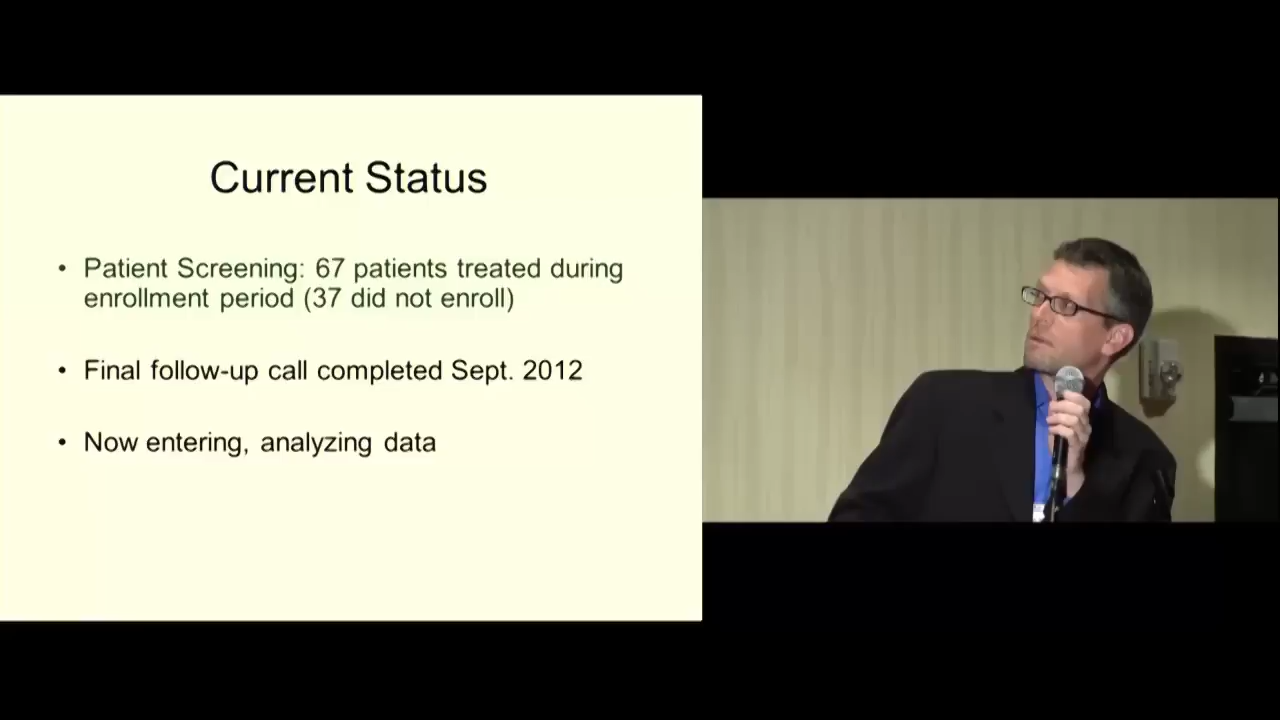 Current Status
• Patient Screening: 67 patients treated during
enrollment period (37 did not enroll)
• Final follow-up call completed Sept. 2012
• Now entering, analyzing data